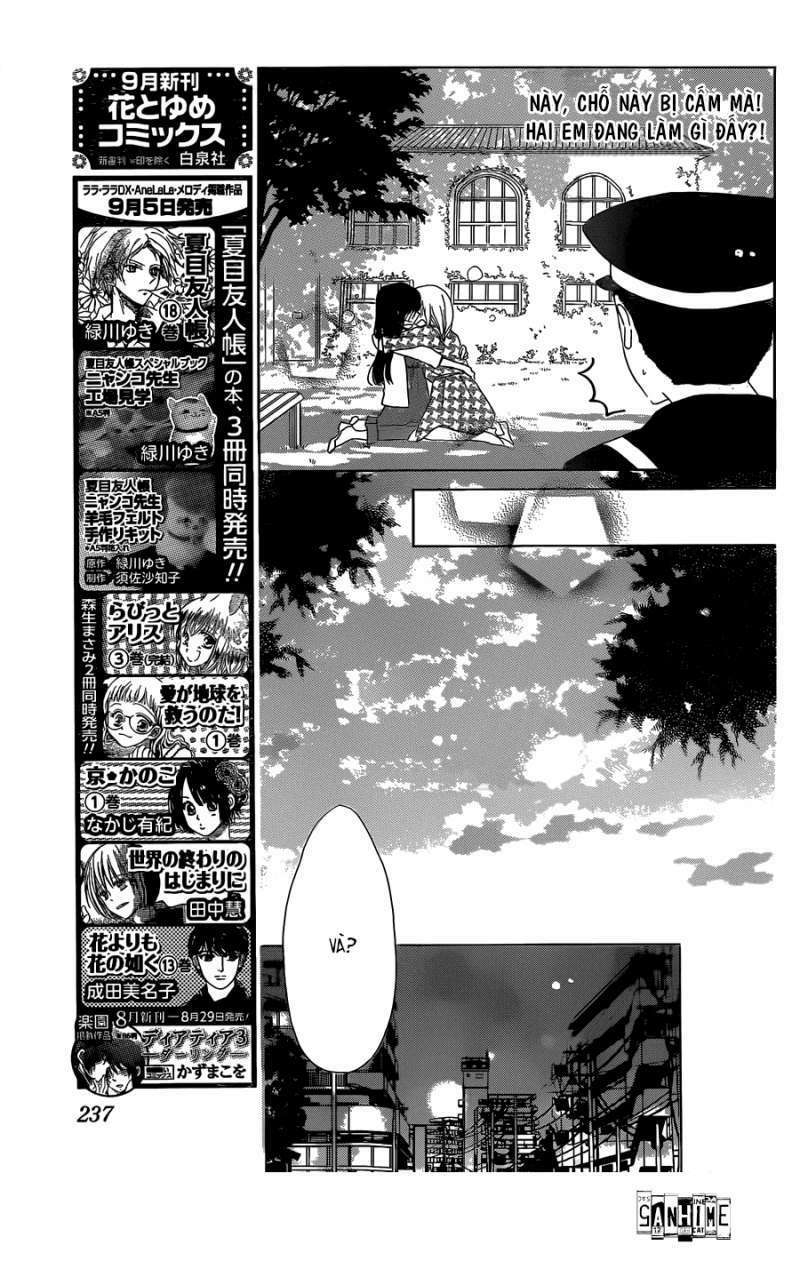 NÀY, CHỖ NÀY BỊ CẤM MÀ!
HAI EM ĐANG LÀM GÌ ĐẤY?!
VÀ?
9月新刊
花とゆめ
コミックス
白泉社
ララ・ララDX・AneLaLa・メロディ掲載作品
9月5日発売
「夏目友人帳」の本、3冊同時発売!!
夏目友人帳
⑱巻
緑川ゆき
夏目友人帳スペシャルブック
ニャンコ先生
工場見学
※A5判
緑川ゆき
夏目友人帳
ニャンコ先生
羊毛フェルト
手作りキット
原作 緑川ゆき
制作 須佐沙知子
森生まさみ2冊同時発売!!
らびっと
アリス
③巻(完結)
愛が地球を
救うのだ!
①巻
京♥かのこ
①巻
なかじ有紀
世界の終わりの
はじまりに
田中慧
花よりも
花の如く⑬巻
成田美名子
楽園
8月新刊―8月29日発売!
ディアティア3
―ダーリング―
かずまこを
237
SANHIME